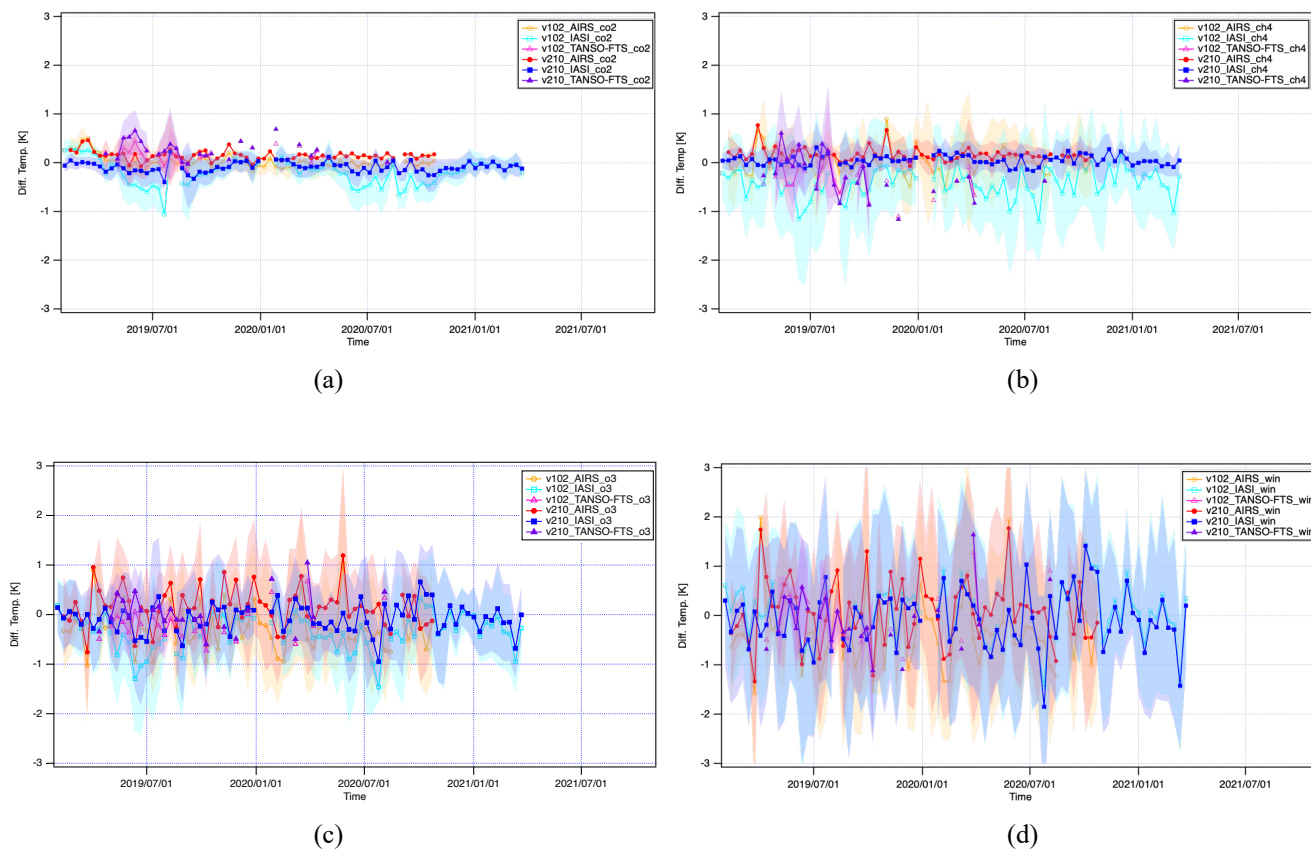 3
2
1
0
-1
-2
-3
Diff. Temp. [K]
v102_AIRS_co2
v102_IASI_co2
v102_TANSO-FTS_co2
v210_AIRS_co2
v210_IASI_co2
v210_TANSO-FTS_co2
2019/07/01
2020/01/01
2020/07/01
2021/01/01
2021/07/01
Time
(a)
3
2
1
0
-1
-2
-3
Diff. Temp. [K]
v102_AIRS_ch4
v102_IASI_ch4
v102_TANSO-FTS_ch4
v210_AIRS_ch4
v210_IASI_ch4
v210_TANSO-FTS_ch4
2019/07/01
2020/01/01
2020/07/01
2021/01/01
2021/07/01
Time
(b)
3
2
1
0
-1
-2
-3
Diff. Temp. [K]
v102_AIRS_o3
v102_IASI_o3
v102_TANSO-FTS_o3
v210_AIRS_o3
v210_IASI_o3
v210_TANSO-FTS_o3
2019/07/01
2020/01/01
2020/07/01
2021/01/01
2021/07/01
Time
(c)
3
2
1
0
-1
-2
-3
Diff. Temp. [K]
v102_AIRS_win
v102_IASI_win
v102_TANSO-FTS_win
v210_AIRS_win
v210_IASI_win
v210_TANSO-FTS_win
2019/07/01
2020/01/01
2020/07/01
2021/01/01
2021/07/01
Time
(d)